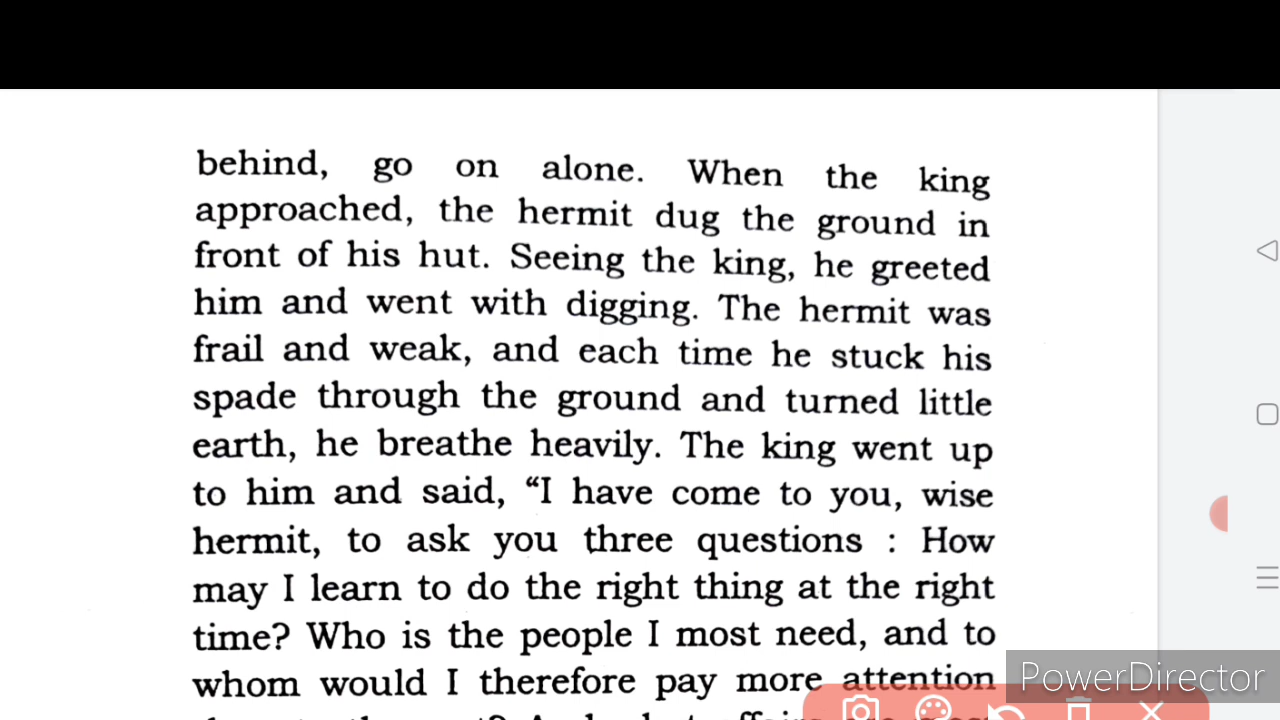 behind, go on alone. When the king
approached, the hermit dug the ground in
front of his hut. Seeing the king, he greeted
him and went with digging. The hermit was
frail and weak, and each time he stuck his
spade through the ground and turned little
earth, he breathe heavily. The king went up
to him and said, “I have come to you, wise
hermit, to ask you three questions : How
may I learn to do the right thing at the right
time? Who is the people I most need, and to
whom would I therefore pay more attention
PowerDirector